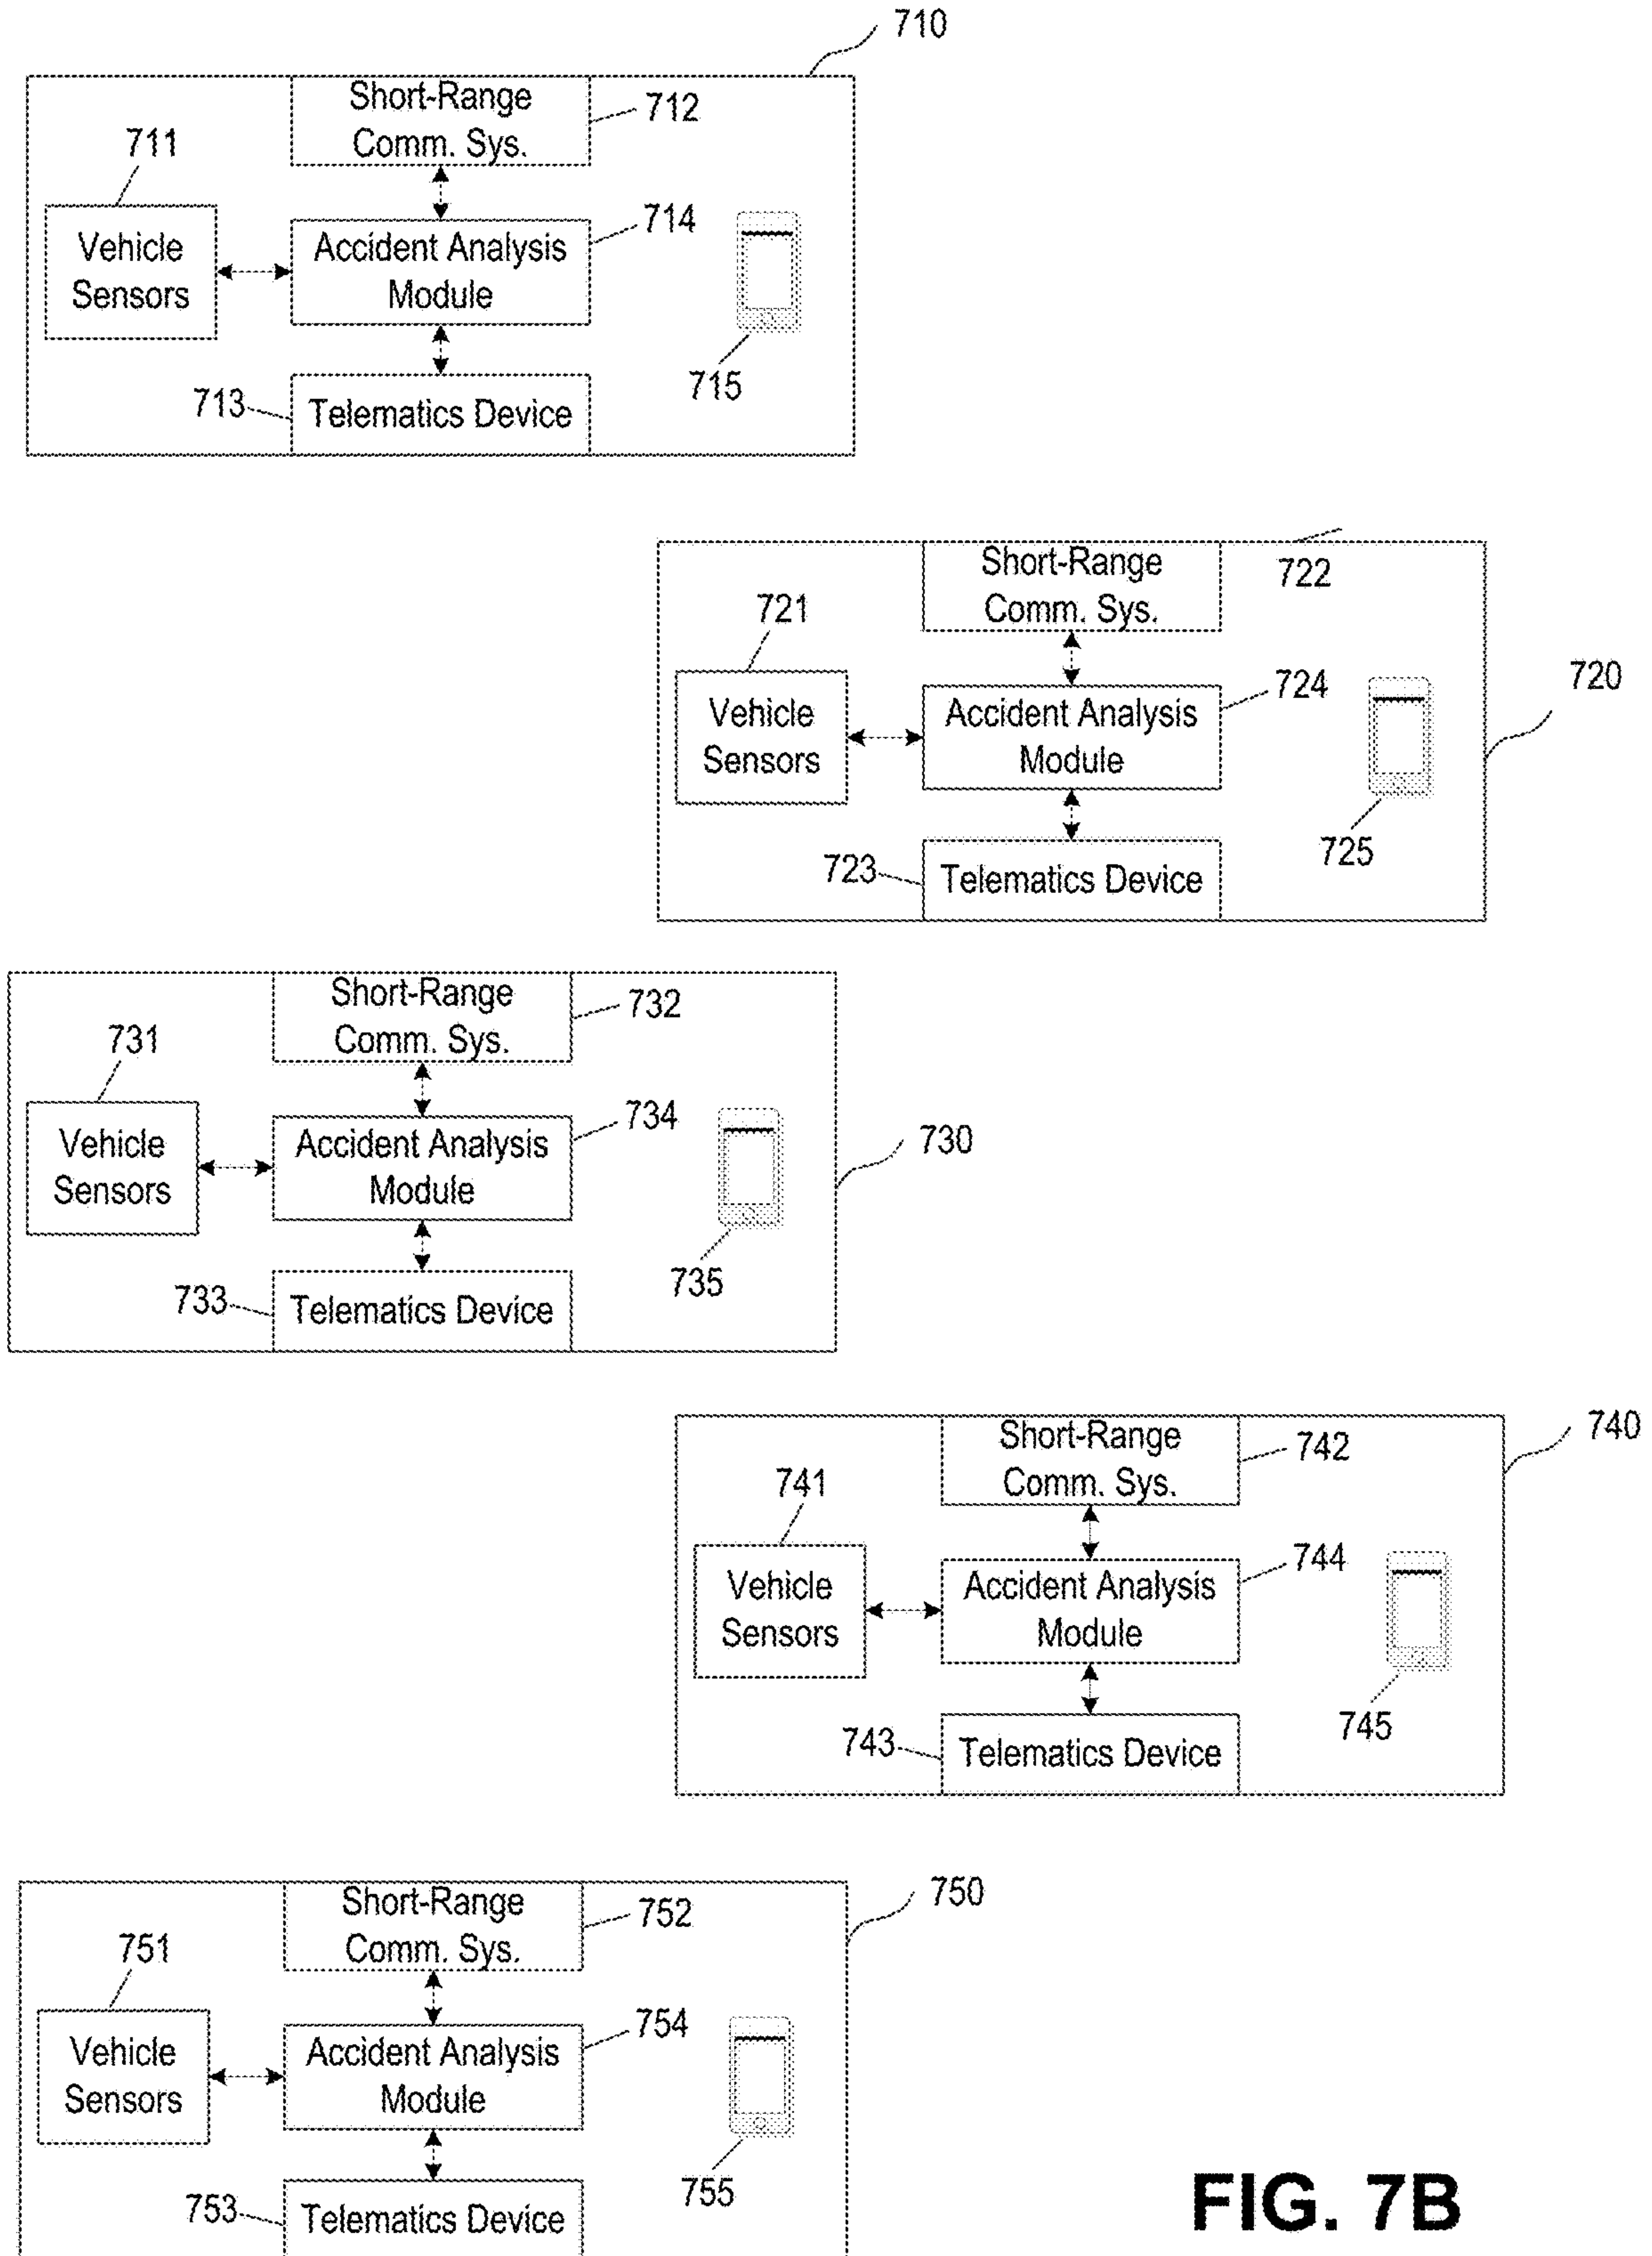 710
Short-Range
Comm. Sys.
712
711
Vehicle
Sensors
Accident Analysis
Module
714
715
713
Telematics Device
Short-Range
Comm. Sys.
722
721
720
Vehicle
Sensors
Accident Analysis
Module
724
725
723
Telematics Device
Short-Range
Comm. Sys.
732
731
Vehicle
Sensors
Accident Analysis
Module
734
730
735
733
Telematics Device
740
Short-Range
Comm. Sys.
742
741
Vehicle
Sensors
Accident Analysis
Module
744
745
743
Telematics Device
750
Short-Range
Comm. Sys.
752
751
Vehicle
Sensors
Accident Analysis
Module
754
755
753
Telematics Device
FIG. 7B